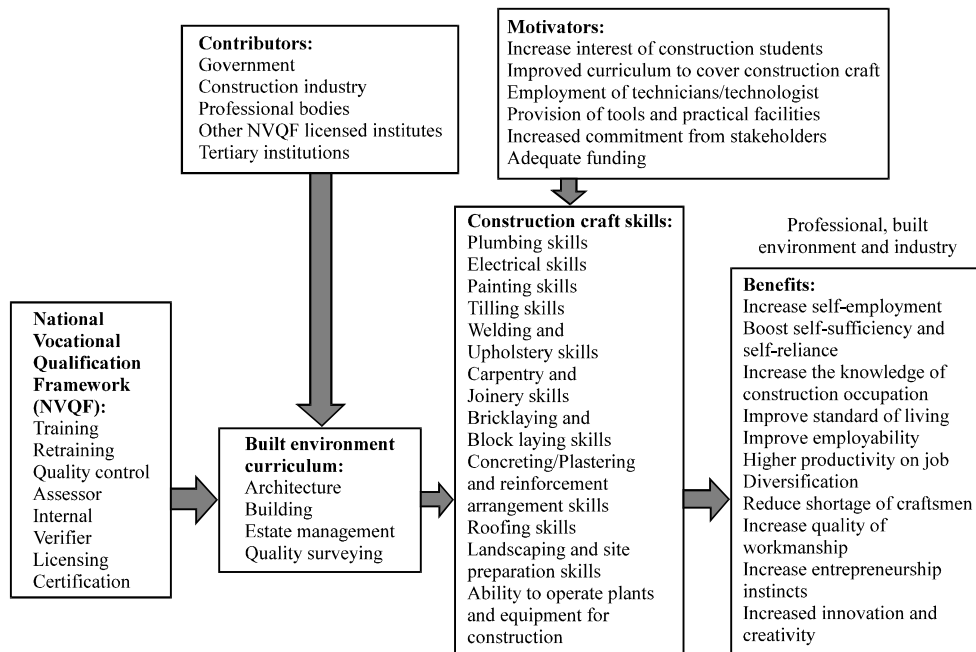 Contributors:
Government
Construction industry
Professional bodies
Other NVQF licensed institutes
Tertiary institutions
Motivators:
Increase interest of construction students
Improved curriculum to cover construction craft
Employment of technicians/technologist
Provision of tools and practical facilities
Increased commitment from stakeholders
Adequate funding
National
Vocational
Qualification
Framework
(NVQF):
Training
Retraining
Quality control
Assessor
Internal
Verifier
Licensing
Certification
Built environment
curriculum:
Architecture
Building
Estate management
Quality surveying
Construction craft skills:
Plumbing skills
Electrical skills
Painting skills
Tilling skills
Welding and
Upholstery skills
Carpentry and
Joinery skills
Bricklaying and
Block laying skills
Concreting/Plastering
and reinforcement
arrangement skills
Roofing skills
Landscaping and site
preparation skills
Ability to operate plants
and equipment for
construction
Professional, built
environment and industry
Benefits:
Increase self-employment
Boost self-sufficiency and
self-reliance
Increase the knowledge of
construction occupation
Improve standard of living
Improve employability
Higher productivity on job
Diversification
Reduce shortage of craftsmen
Increase quality of
workmanship
Increase entrepreneurship
instincts
Increased innovation and
creativity